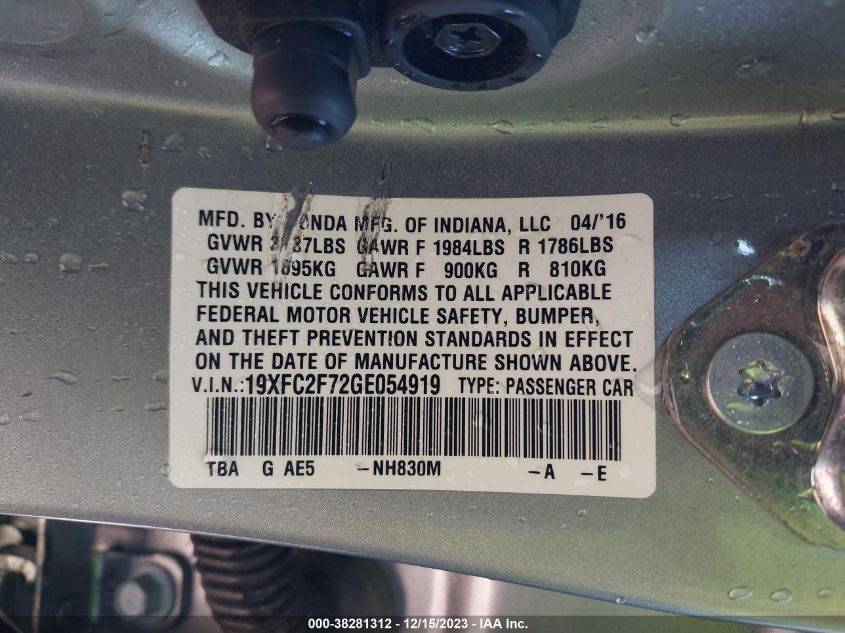 MFD. BY HONDA MFG. OF INDIANA, LLC 04/'16
GVWR LBS GAWR F 1984LBS R 1786LBS
GVWR 1695KG GAWR F 900KG R 810KG
THIS VEHICLE CONFORMS TO ALL APPLICABLE
FEDERAL MOTOR VEHICLE SAFETY, BUMPER,
AND THEFT PREVENTION STANDARDS IN EFFECT
ON THE DATE OF MANUFACTURE SHOWN ABOVE.
V.I.N.:19XFC2F72GE054919 TYPE: PASSENGER CAR
TBA G AE5 -NH830M -A -E
000-38281312 - 12/15/2023 - IAA Inc.